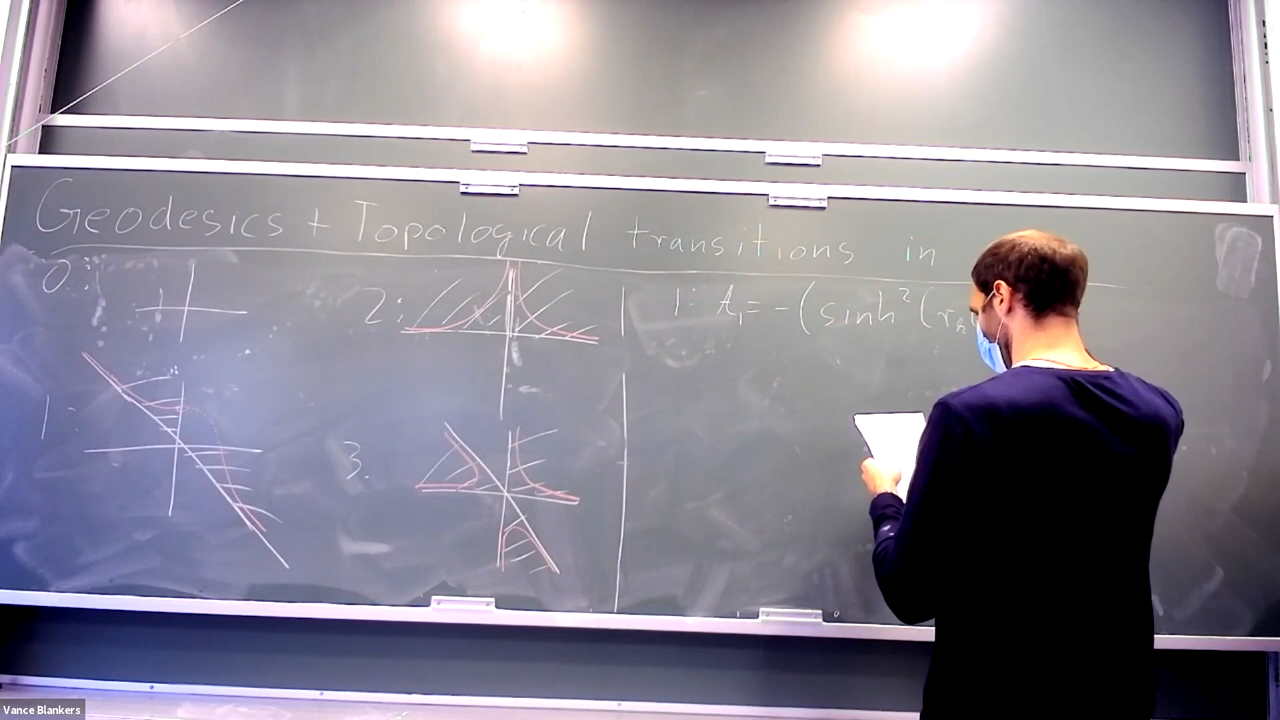 Geodesics + Topological transitions in
0:
2:
1:
3.
1: A₁= -(sinh²(r
Vance Blankers